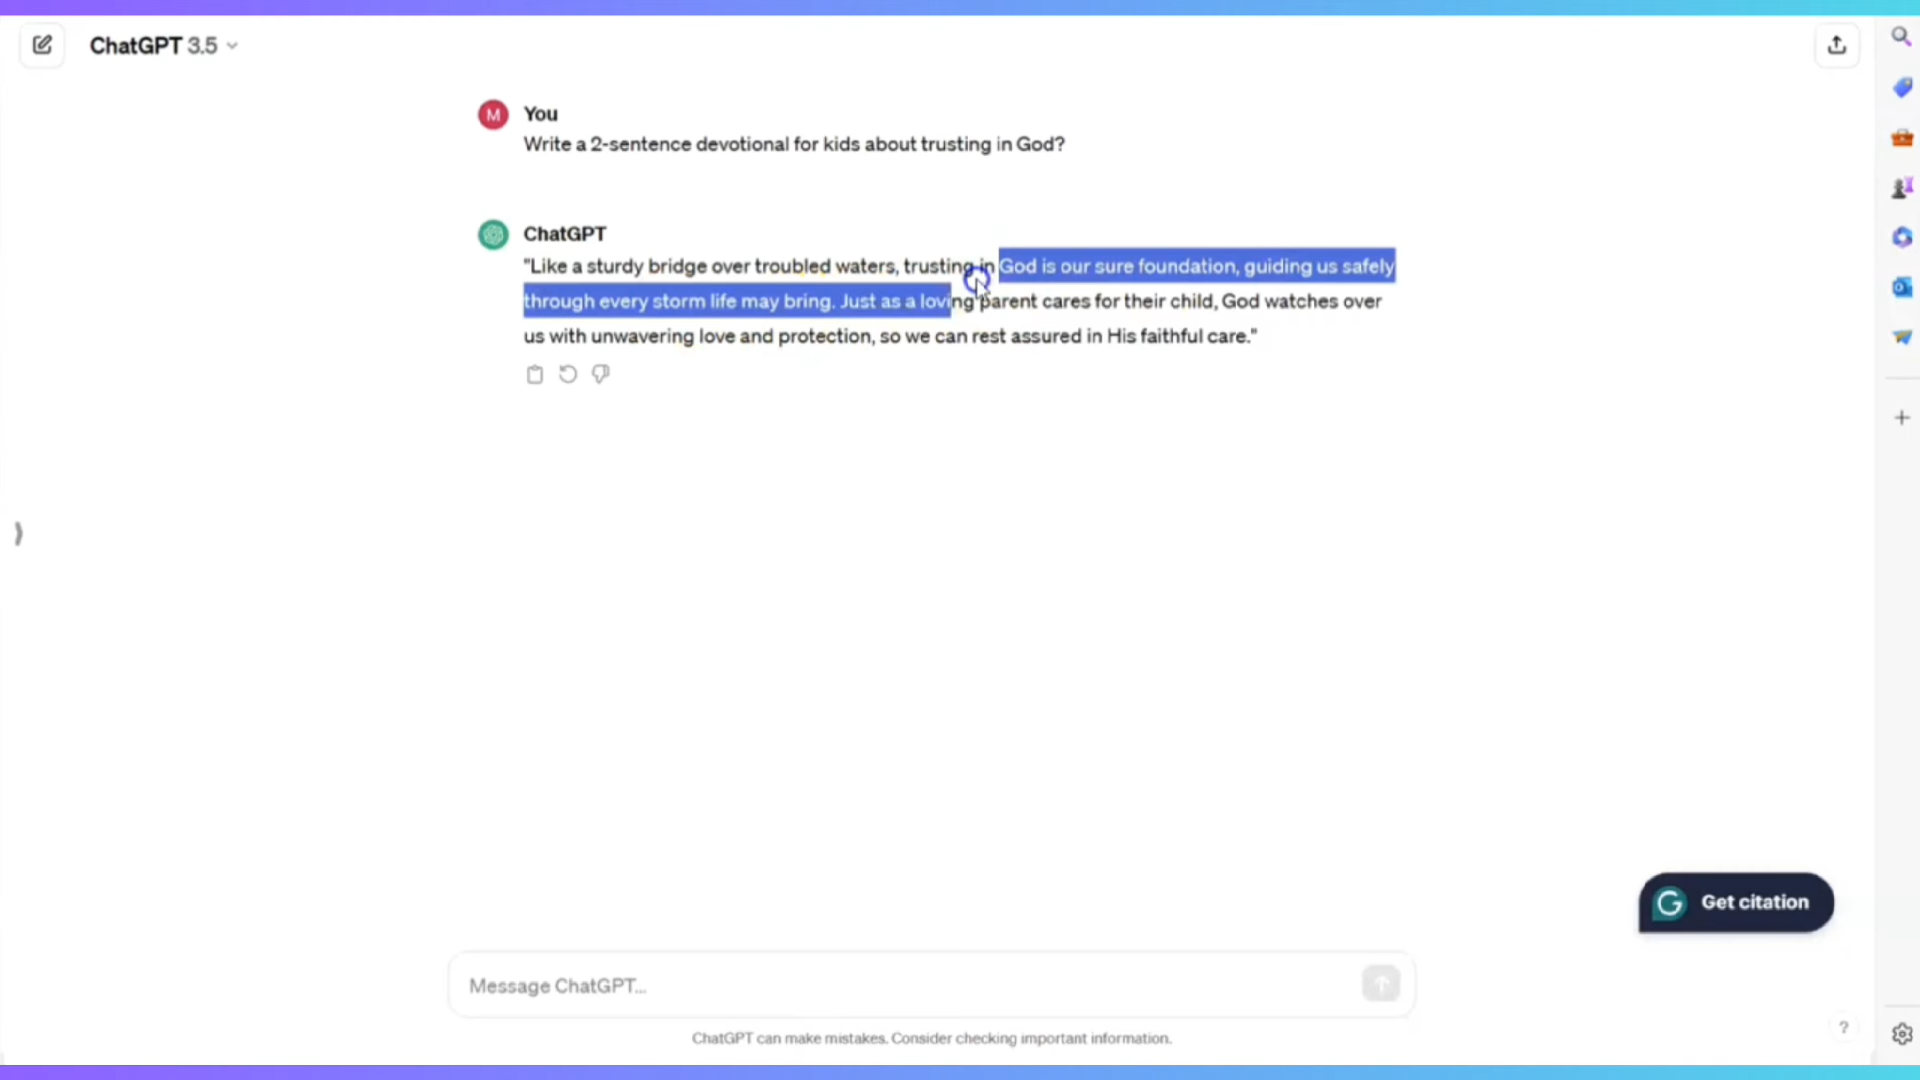 ChatGPT 3.5
M
You
Write a 2-sentence devotional for kids about trusting in God?
ChatGPT
"Like a sturdy bridge over troubled waters, trusting in God is our sure foundation, guiding us safely
through every storm life may bring. Just as a loving parent cares for their child, God watches over
us with unwavering love and protection, so we can rest assured in His faithful care."
G Get citation
Message ChatGPT...
ChatGPT can make mistakes. Consider checking important information.
?